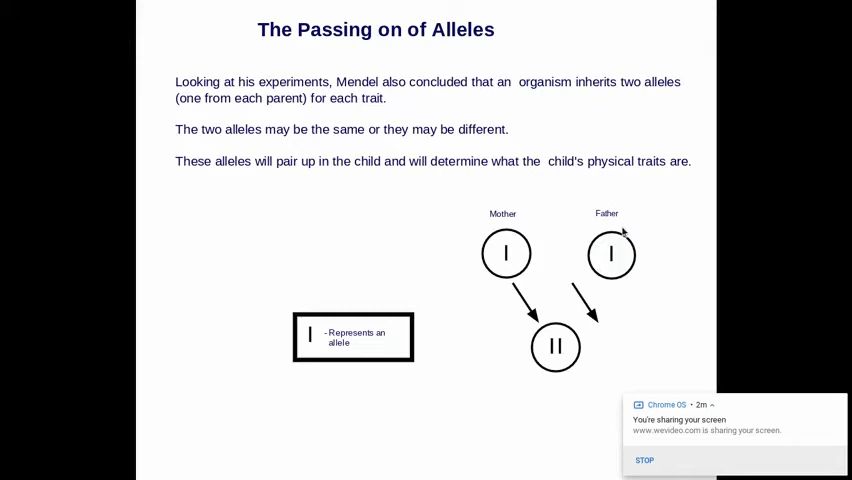 The Passing on of Alleles
Looking at his experiments, Mendel also concluded that an organism inherits two alleles
(one from each parent) for each trait.
The two alleles may be the same or they may be different.
These alleles will pair up in the child and will determine what the child's physical traits are.
Mother
Father
I
I
I - Represents an
allele
II
Chrome OS • 2m
You're sharing your screen
www.wevideo.com is sharing your screen.
STOP